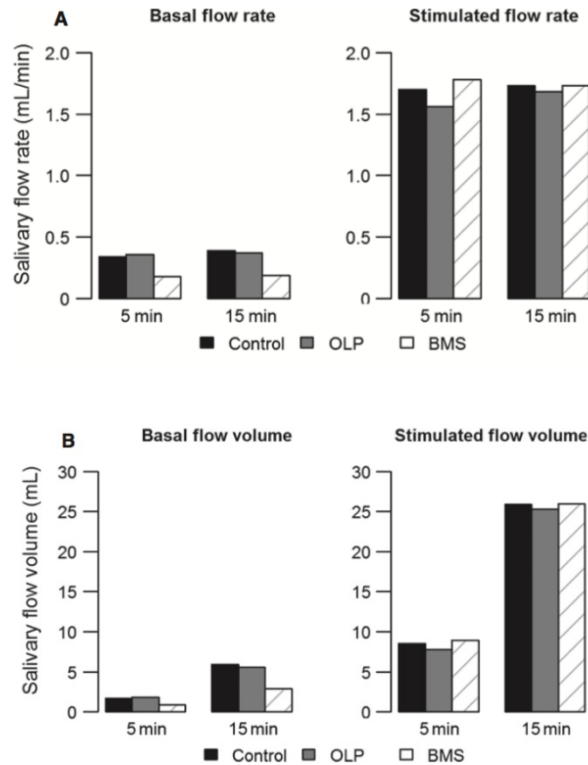 A
Basal flow rate
Stimulated flow rate
Salivary flow rate (mL/min)
2.0
1.5
1.0
0.5
0
5 min
15 min
2.0
1.5
1.0
0.5
0
5 min
15 min
Control OLP BMS
B
Basal flow volume
Stimulated flow volume
Salivary flow volume (mL)
30
25
20
15
10
5
0
5 min
15 min
30
25
20
15
10
5
0
5 min
15 min
Control OLP BMS